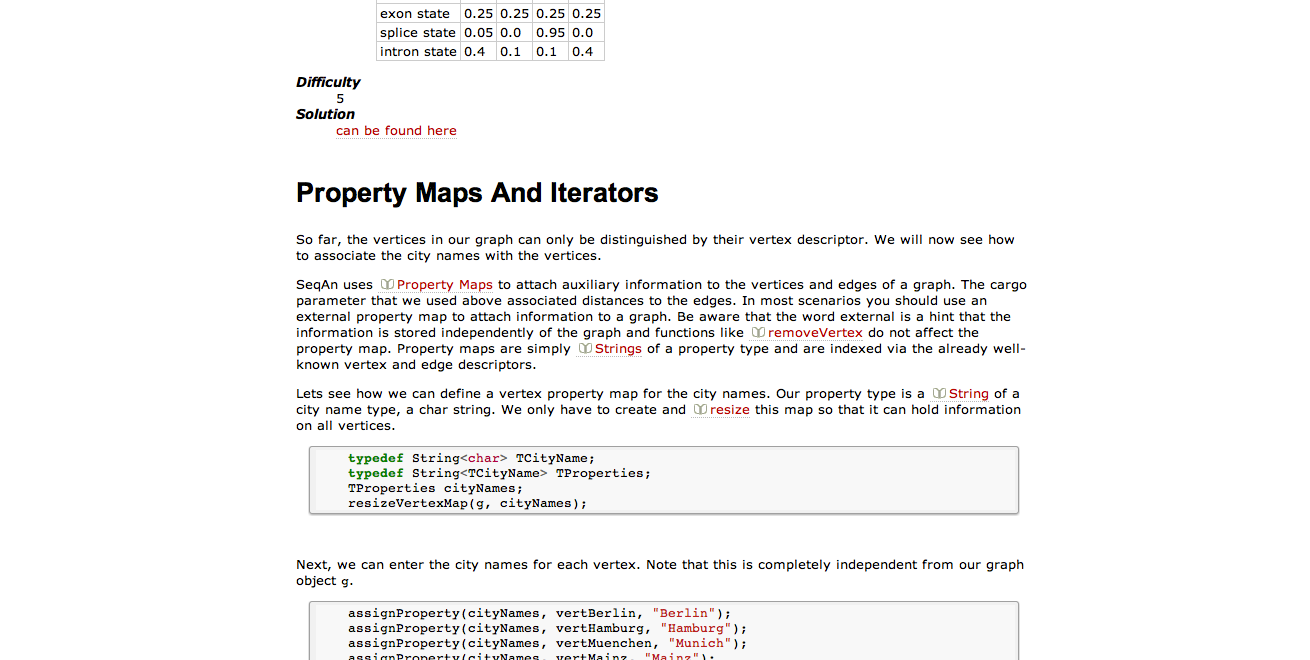 exon state 0.25 0.25 0.25 0.25
splice state 0.05 0.0 0.95 0.0
intron state 0.4 0.1 0.1 0.4
Difficulty
5
Solution
can be found here
Property Maps And Iterators
So far, the vertices in our graph can only be distinguished by their vertex descriptor. We will now see how
to associate the city names with the vertices.
SeqAn uses Property Maps to attach auxiliary information to the vertices and edges of a graph. The cargo
parameter that we used above associated distances to the edges. In most scenarios you should use an
external property map to attach information to a graph. Be aware that the word external is a hint that the
information is stored independently of the graph and functions like removeVertex do not affect the
property map. Property maps are simply Strings of a property type and are indexed via the already well-
known vertex and edge descriptors.
Lets see how we can define a vertex property map for the city names. Our property type is a String of a
city name type, a char string. We only have to create and resize this map so that it can hold information
on all vertices.
typedef String<char> TCityName;
typedef String<TCityName> TProperties;
TProperties cityNames;
resizeVertexMap(g, cityNames);
Next, we can enter the city names for each vertex. Note that this is completely independent from our graph
object g.
assignProperty(cityNames, vertBerlin, "Berlin");
assignProperty(cityNames, vertHamburg, "Hamburg");
assignProperty(cityNames, vertMuenchen, "Munich");
assignProperty(cityNames, vertMainz, "Mainz");